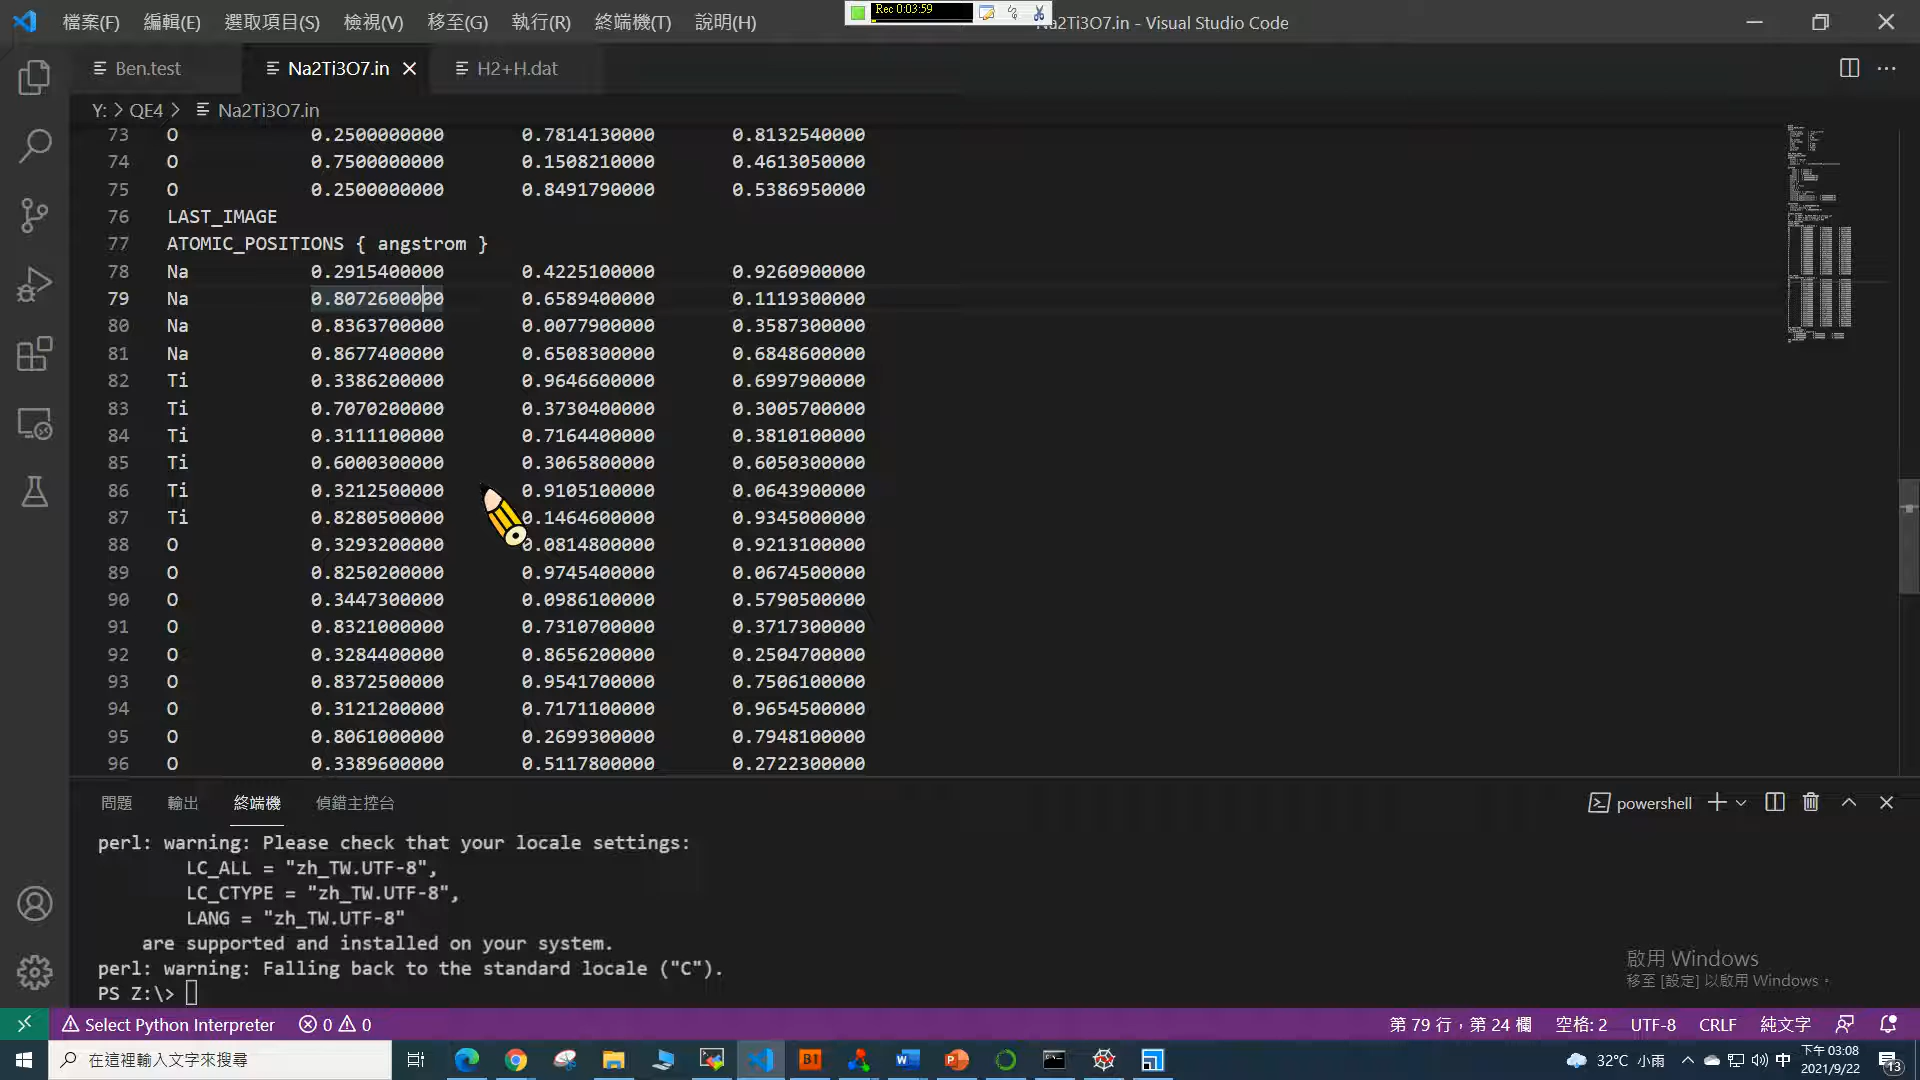 檔案(F) 編輯(E) 選取項目(S) 檢視(V) 移至(G) 執行(R) 終端機(T) 說明(H) Rec 0:03:59 Na2Ti3O7.in - Visual Studio Code
Ben.test Na2Ti3O7.in H2+H.dat
Y: > QE4 > Na2Ti3O7.in
73 O 0.2500000000 0.7814130000 0.8132540000
74 O 0.7500000000 0.1508210000 0.4613050000
75 O 0.2500000000 0.8491790000 0.5386950000
76 LAST_IMAGE
77 ATOMIC_POSITIONS { angstrom }
78 Na 0.2915400000 0.4225100000 0.9260900000
79 Na 0.8072600000 0.6589400000 0.1119300000
80 Na 0.8363700000 0.0077900000 0.3587300000
81 Na 0.8677400000 0.6508300000 0.6848600000
82 Ti 0.3386200000 0.9646600000 0.6997900000
83 Ti 0.7070200000 0.3730400000 0.3005700000
84 Ti 0.3111100000 0.7164400000 0.3810100000
85 Ti 0.6000300000 0.3065800000 0.6050300000
86 Ti 0.3212500000 0.9105100000 0.0643900000
87 Ti 0.8280500000 0.1464600000 0.9345000000
88 O 0.3293200000 0.0814800000 0.9213100000
89 O 0.8250200000 0.9745400000 0.0674500000
90 O 0.3447300000 0.0986100000 0.5790500000
91 O 0.8321000000 0.7310700000 0.3717300000
92 O 0.3284400000 0.8656200000 0.2504700000
93 O 0.8372500000 0.9541700000 0.7506100000
94 O 0.3121200000 0.7171100000 0.9654500000
95 O 0.8061000000 0.2699300000 0.7948100000
96 O 0.3389600000 0.5117800000 0.2722300000
問題 輸出 終端機 偵錯主控台 powershell
perl: warning: Please check that your locale settings:
LC_ALL = "zh_TW.UTF-8",
LC_CTYPE = "zh_TW.UTF-8",
LANG = "zh_TW.UTF-8"
are supported and installed on your system.
perl: warning: Falling back to the standard locale ("C").
PS Z:\>
啟用 Windows
移至 [設定] 以啟用 Windows。
Select Python Interpreter 0 0 第 79 行，第 24 欄 空格: 2 UTF-8 CRLF 純文字
在這裡輸入文字來搜尋 B1 32°C 小雨 中 下午 03:08
2021/9/22 13